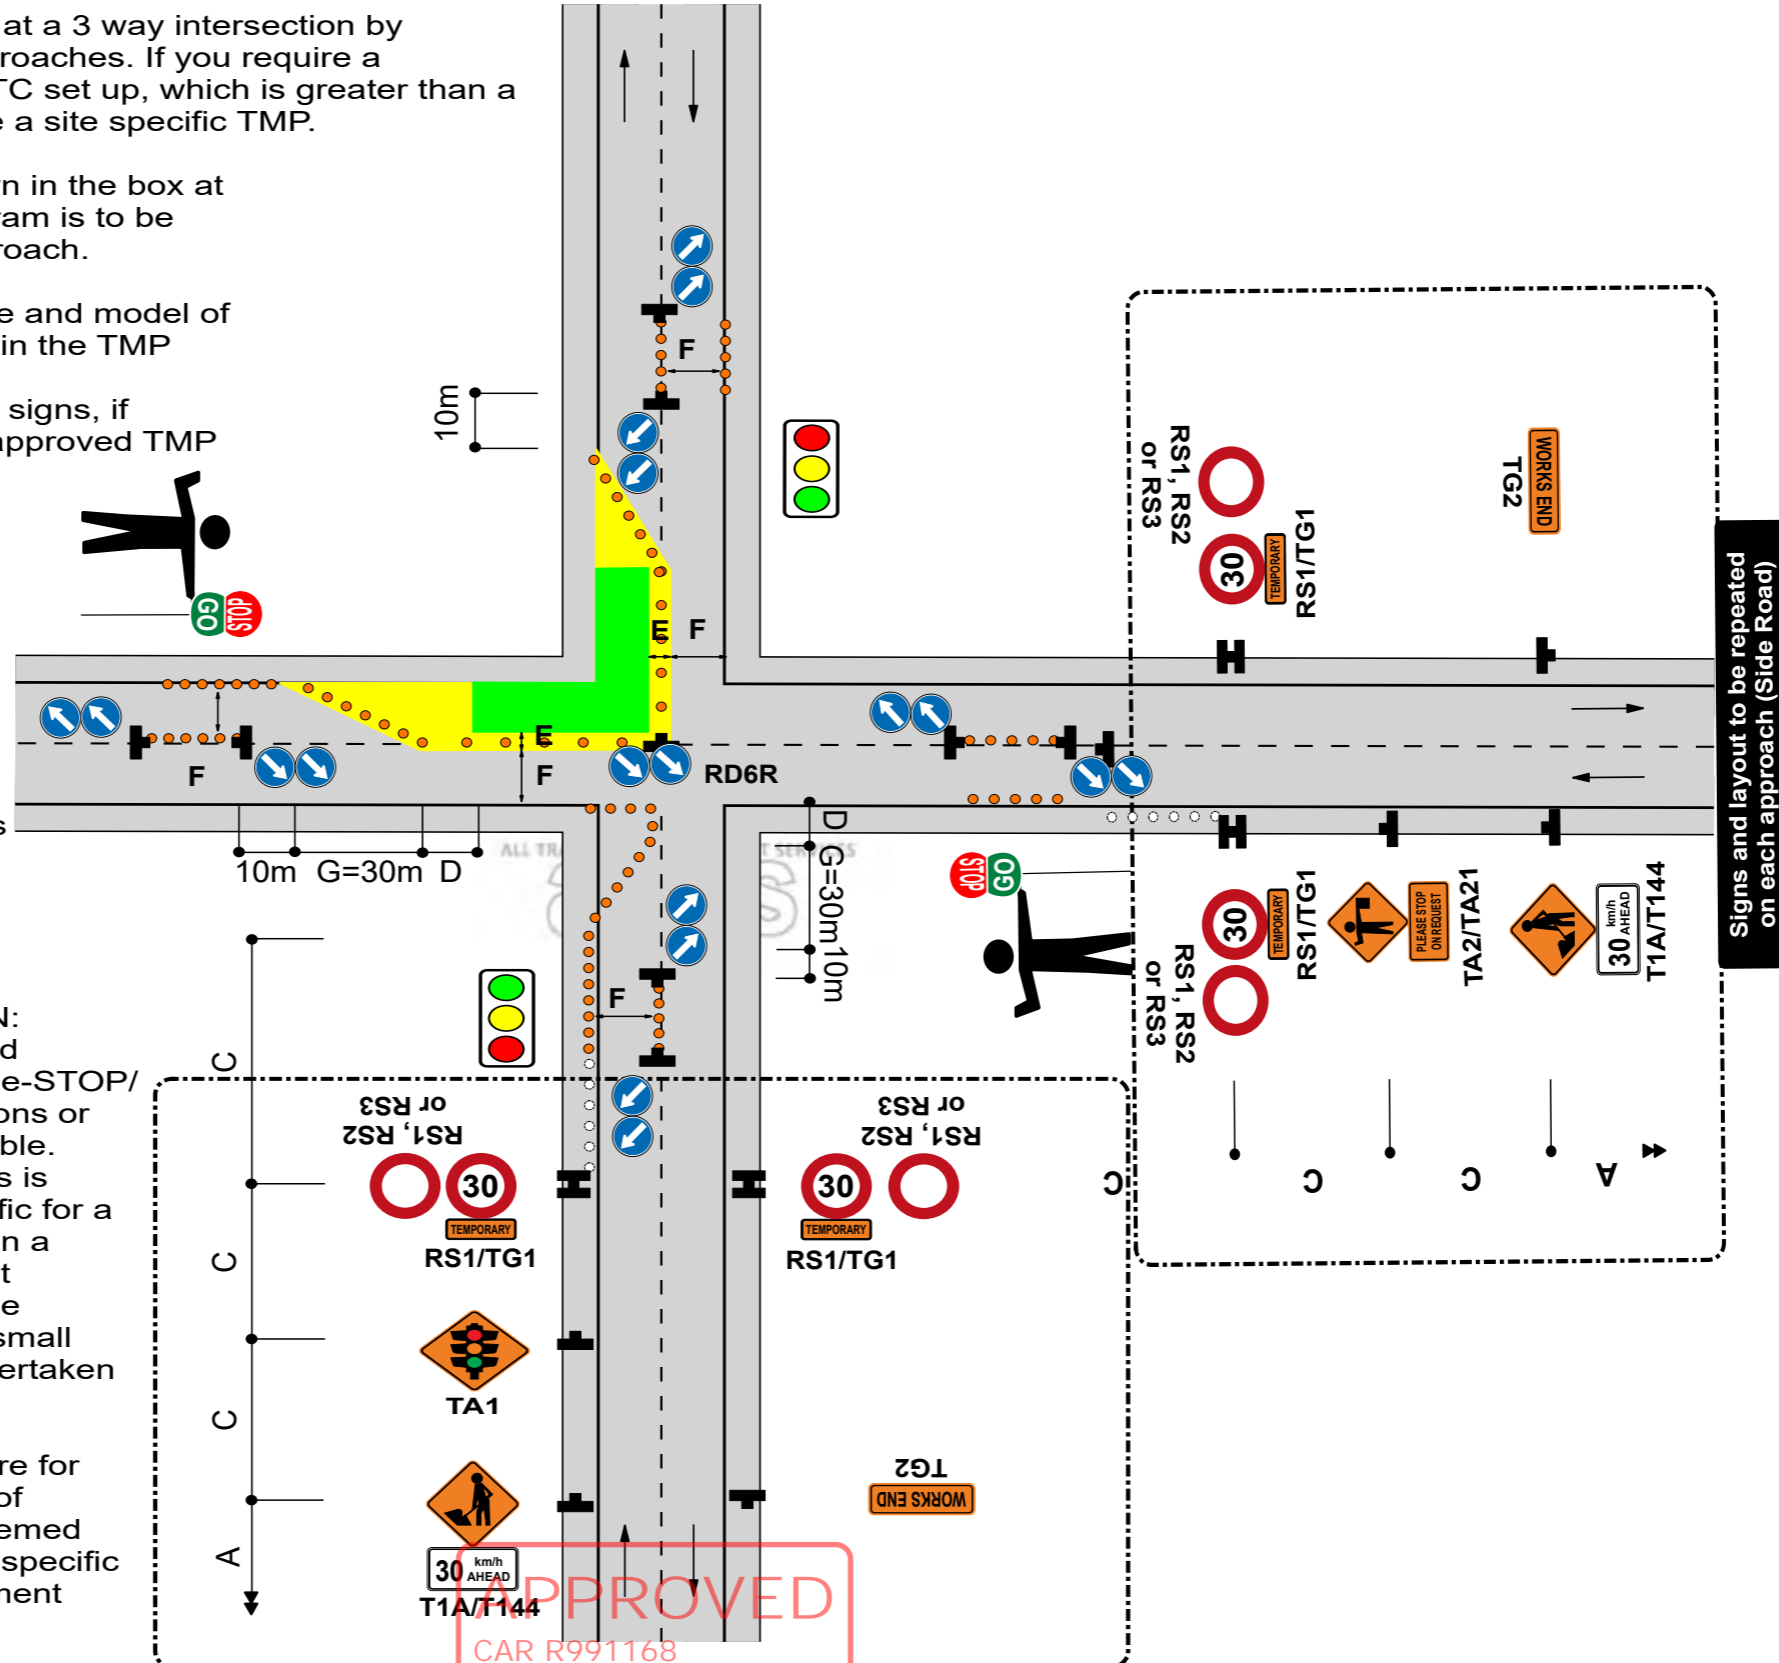 at a 3 way intersection by
roaches. If you require a
TC set up, which is greater than a
e a site specific TMP.
n in the box at
ram is to be
roach.
e and model of
in the TMP
signs, if
approved TMP
10m
F
GO
STOP
E
F
RS1, RS2
or RS3
30
TEMPORARY
RS1/TG1
WORKS END
TG2
Signs and layout to be repeated
on each approach (Side Road)
F
E
F
RD6R
s
10m G=30m D
D
G=30m
10m
STOP
GO
F
30
TEMPORARY
RS1/TG1
RS1, RS2
or RS3
PLEASE STOP
ON REQUEST
TA2/TA21
30 km/h
AHEAD
T1A/T144
C
C
C
A
N:
d
e-STOP/
ons or
ble.
s is
fic for a
n a
t
e
small
ertaken
re for
of
emed
specific
ment
C
C
C
A
RS1, RS2
or RS3
30
TEMPORARY
RS1/TG1
RS1, RS2
or RS3
30
TEMPORARY
RS1/TG1
TA1
TG2
WORKS END
30 km/h
AHEAD
T1A/T144
APPROVED
CAR R991168